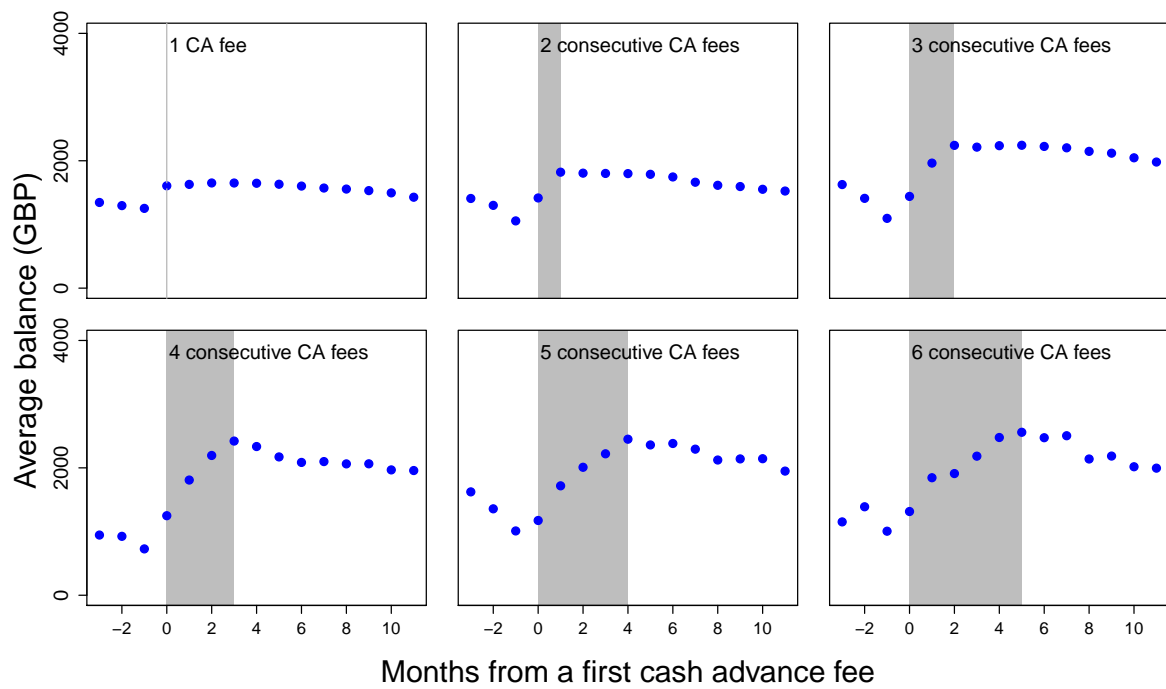 1 CA fee
2 consecutive CA fees
3 consecutive CA fees
4000
2000
0
4 consecutive CA fees
5 consecutive CA fees
6 consecutive CA fees
4000
2000
0
Average balance (GBP)
−2 0 2 4 6 8 10
−2 0 2 4 6 8 10
−2 0 2 4 6 8 10
Months from a first cash advance fee